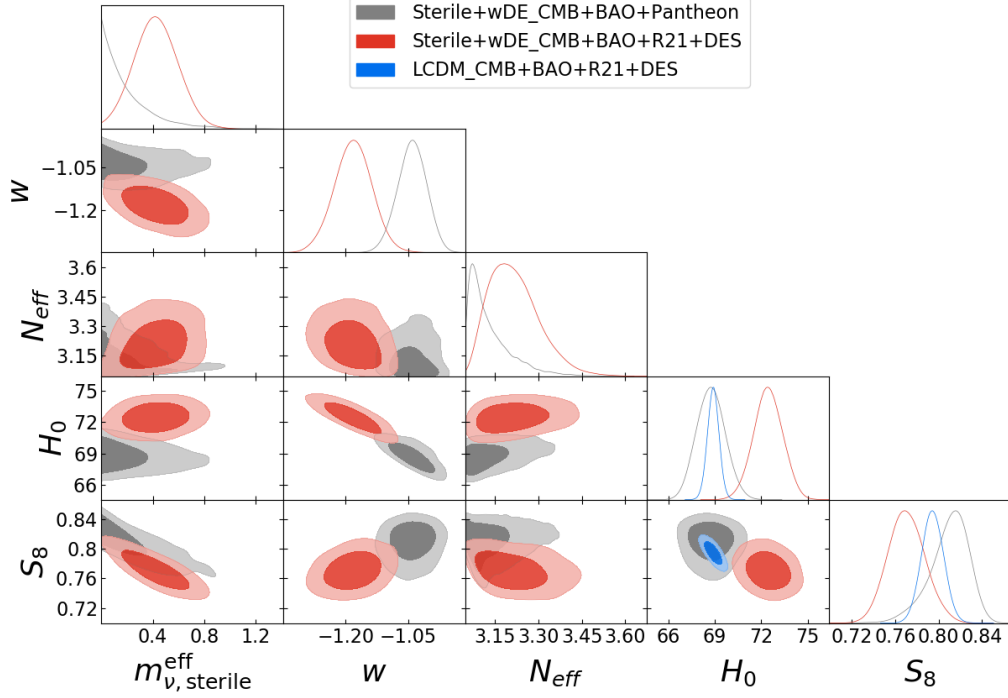 Sterile+wDE_CMB+BAO+Pantheon
Sterile+wDE_CMB+BAO+R21+DES
LCDM_CMB+BAO+R21+DES
−1.05
−1.2
w
3.6
3.45
3.3
3.15
N_eff
75
72
69
66
H_0
0.84
0.8
0.76
0.72
S_8
0.4 0.8 1.2
−1.20 −1.05
3.15 3.30 3.45 3.60
66 69 72 75
0.72 0.76 0.80 0.84
m^eff_ν, sterile
w
N_eff
H_0
S_8